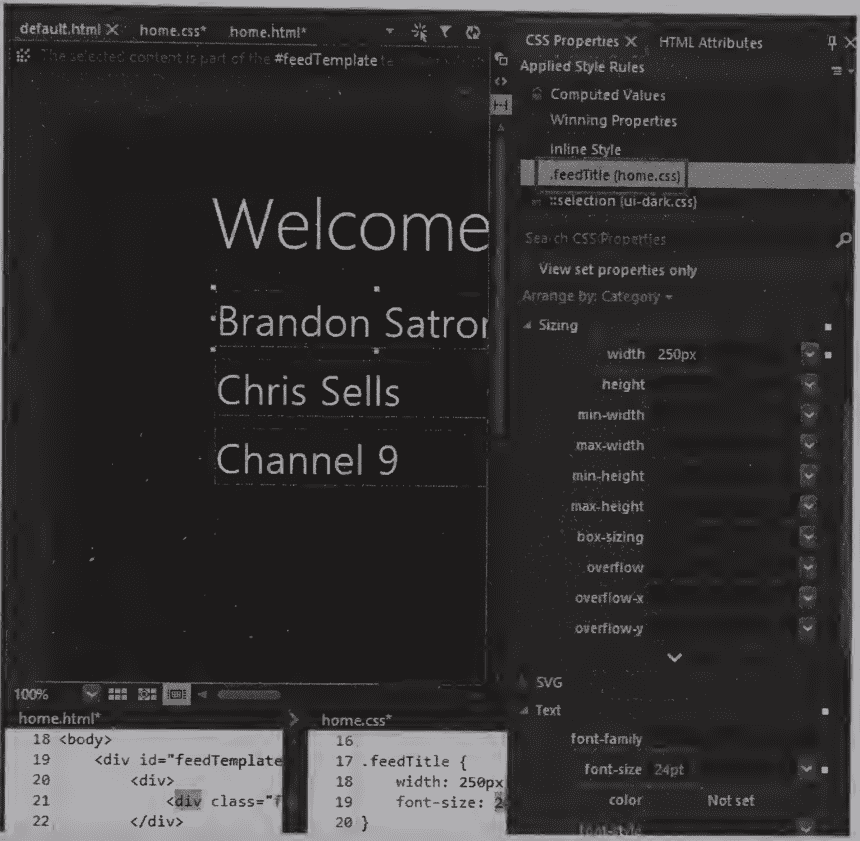 default.html home.css* home.html*
The selected content is part of the #feedTemplate
Welcome
Brandon Satror
Chris Sells
Channel 9
100%
home.html*
18 <body>
19 <div id="feedTemplate
20 <div>
21 <div class="f
22 </div>
home.css*
16
17 .feedTitle {
18 width: 250px
19 font-size: 2
20 }
CSS Properties HTML Attributes
Applied Style Rules
Computed Values
Winning Properties
Inline Style
.feedTitle (home.css)
::selection (ui-dark.css)
Search CSS Properties
View set properties only
Arrange by: Category
Sizing
width 250px
height
min-width
max-width
min-height
max-height
box-sizing
overflow
overflow-x
overflow-y
SVG
Text
font-family
font-size 24pt
color Not set
font-style